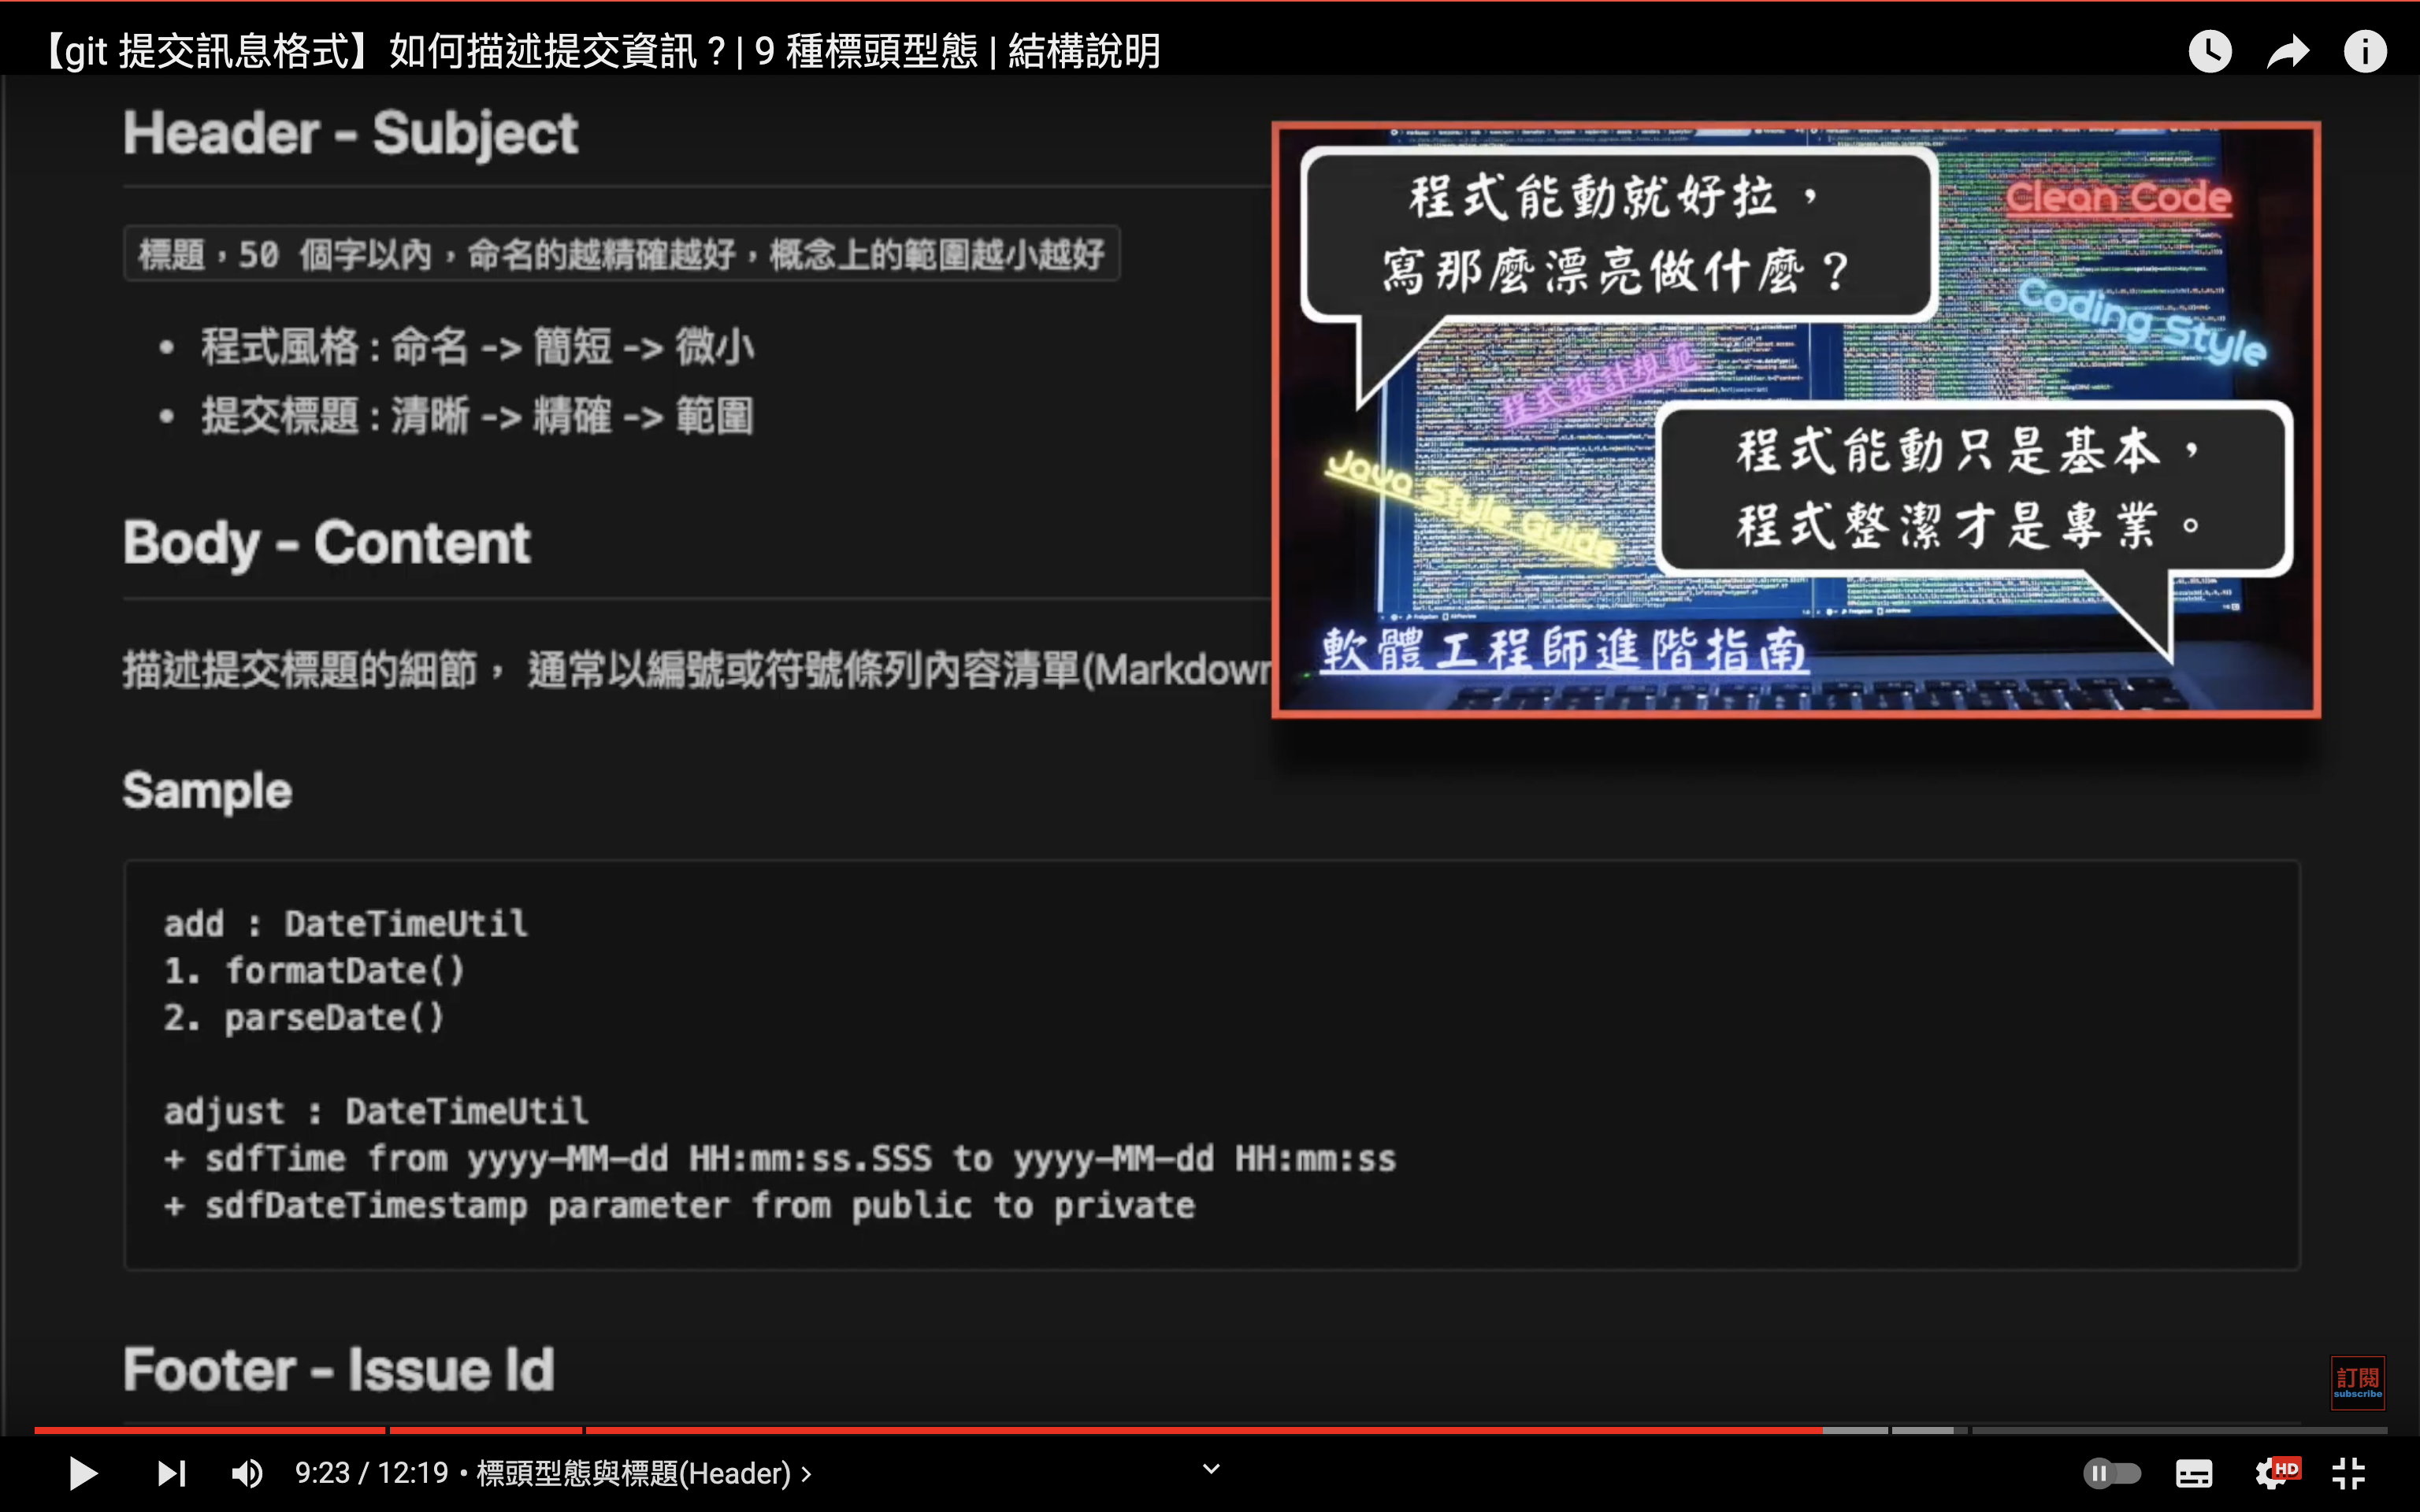 【git 提交訊息格式】如何描述提交資訊？| 9 種標頭型態 | 結構說明
Header - Subject
標題，50 個字以內，命名的越精確越好，概念上的範圍越小越好
• 程式風格 : 命名 -> 簡短 -> 微小
• 提交標題 : 清晰 -> 精確 -> 範圍
程式能動就好拉，
寫那麼漂亮做什麼？
Clean Code
Coding Style
程式設計規範
Java Style Guide
程式能動只是基本，
程式整潔才是專業。
軟體工程師進階指南
Body - Content
描述提交標題的細節， 通常以編號或符號條列內容清單(Markdown
Sample
add : DateTimeUtil
1. formatDate()
2. parseDate()
adjust : DateTimeUtil
+ sdfTime from yyyy-MM-dd HH:mm:ss.SSS to yyyy-MM-dd HH:mm:ss
+ sdfDateTimestamp parameter from public to private
Footer - Issue Id
訂閱
subscribe
9:23 / 12:19 • 標頭型態與標題(Header) ›
HD